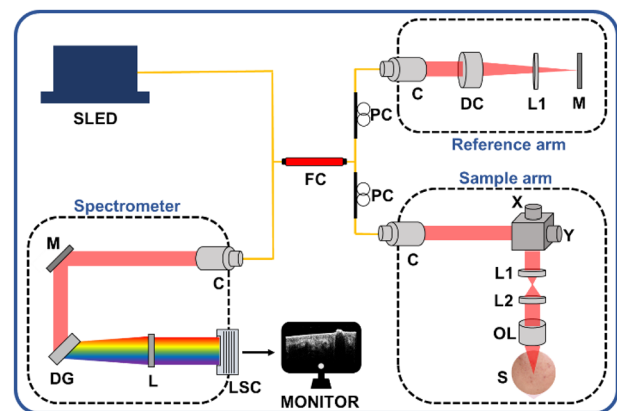 SLED
C
DC
L1
M
PC
Reference arm
FC
Sample arm
PC
X
Y
C
L1
L2
OL
S
Spectrometer
M
C
DG
L
LSC
MONITOR